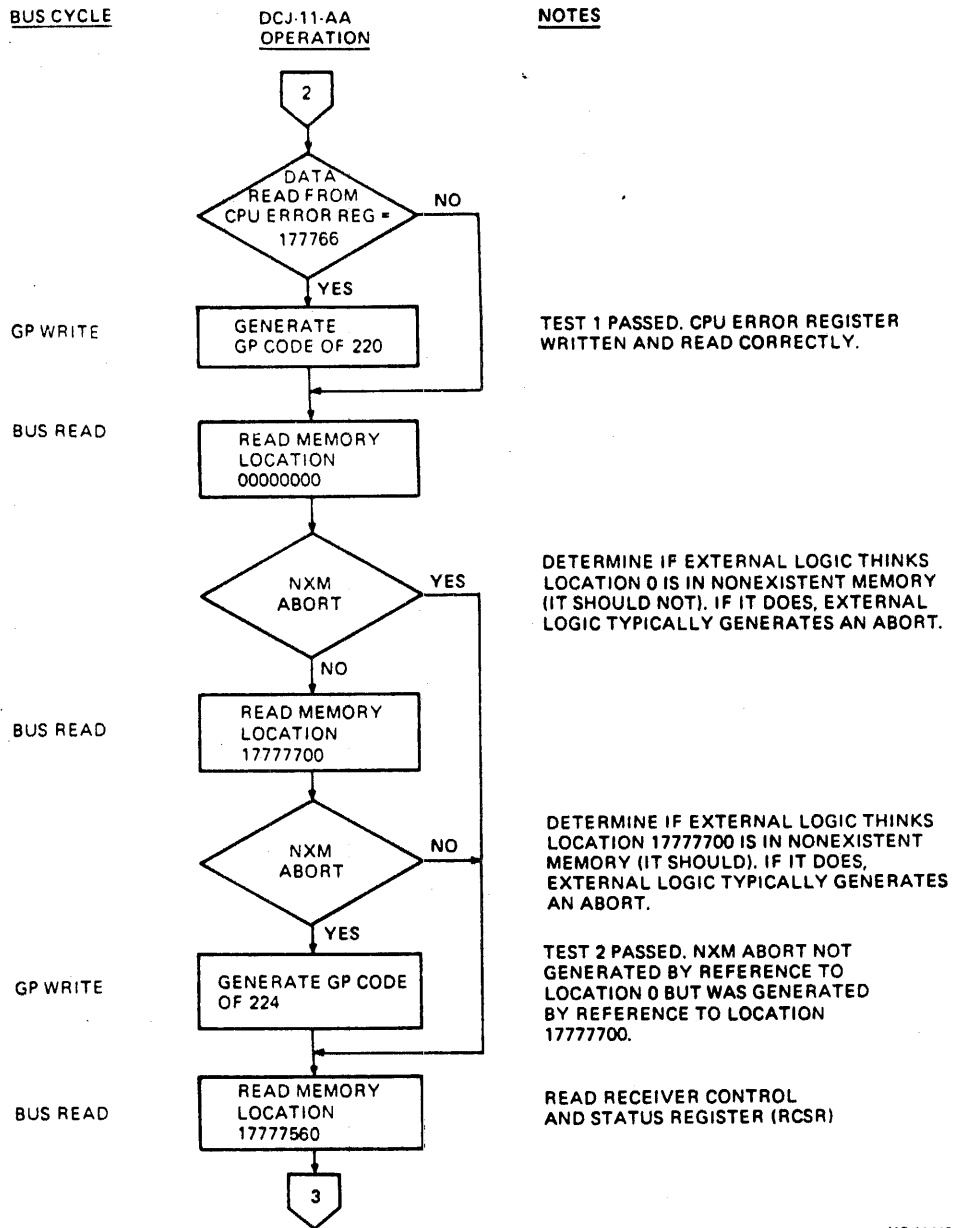 BUS CYCLE
DCJ-11-AA
OPERATION
NOTES
2
DATA
READ FROM
CPU ERROR REG =
177766
NO
YES
GP WRITE
GENERATE
GP CODE OF 220
TEST 1 PASSED. CPU ERROR REGISTER
WRITTEN AND READ CORRECTLY.
BUS READ
READ MEMORY
LOCATION
00000000
NXM
ABORT
YES
NO
DETERMINE IF EXTERNAL LOGIC THINKS
LOCATION 0 IS IN NONEXISTENT MEMORY
(IT SHOULD NOT). IF IT DOES, EXTERNAL
LOGIC TYPICALLY GENERATES AN ABORT.
BUS READ
READ MEMORY
LOCATION
17777700
NXM
ABORT
NO
YES
DETERMINE IF EXTERNAL LOGIC THINKS
LOCATION 17777700 IS IN NONEXISTENT
MEMORY (IT SHOULD). IF IT DOES,
EXTERNAL LOGIC TYPICALLY GENERATES
AN ABORT.
GP WRITE
GENERATE GP CODE
OF 224
TEST 2 PASSED. NXM ABORT NOT
GENERATED BY REFERENCE TO
LOCATION 0 BUT WAS GENERATED
BY REFERENCE TO LOCATION
17777700.
BUS READ
READ MEMORY
LOCATION
17777560
READ RECEIVER CONTROL
AND STATUS REGISTER (RCSR)
3